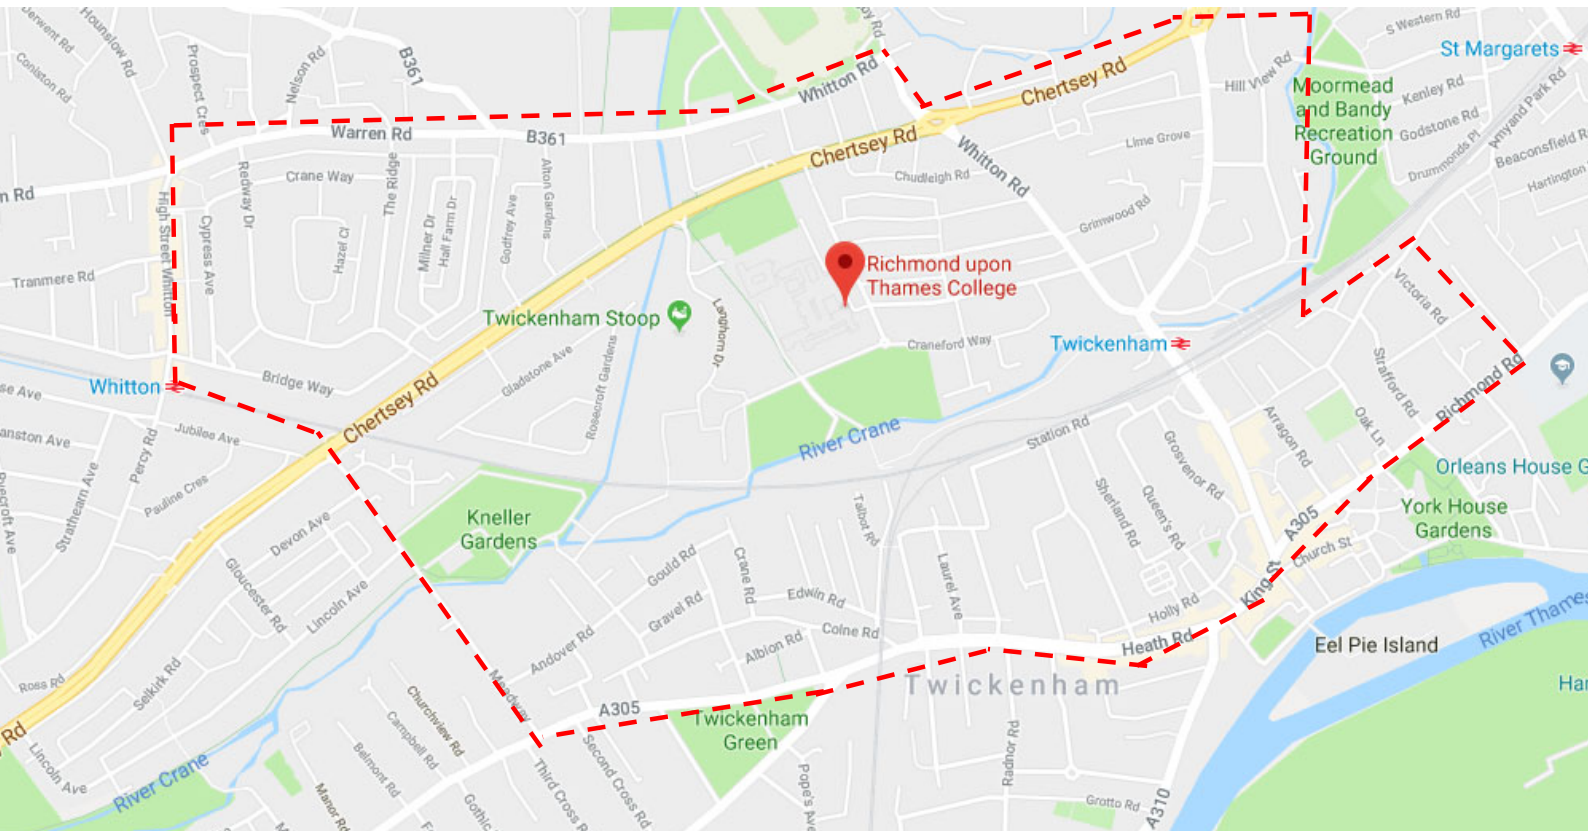 Derwent Rd
Hounslow Rd
Coniston Rd
Prospect Cres
Nelson Rd
B361
Whitton Rd
Chertsey Rd
Hill View Rd
S Western Rd
St Margarets
Moormead
and Bandy
Recreation
Ground
Kenley Rd
Godstone Rd
Amyand Park Rd
Drummonds Pl
Beaconsfield R
Hartington
Warren Rd
B361
Chertsey Rd
Whitton Rd
Lime Grove
Chudleigh Rd
Grimwood Rd
n Rd
High Street Whitton
Redway Dr
Crane Way
The Ridge
Cypress Ave
Hazel Cl
Milner Dr
Hall Farm Dr
Godfrey Ave
Alton Gardens
Tranmere Rd
Richmond upon
Thames College
Twickenham Stoop
Langhorn Dr
Craneford Way
Twickenham
Victoria Rd
Strafford Rd
Richmond Rd
Whitton
Bridge Way
Gladstone Ave
Rosecroft Gardens
Chertsey Rd
se Ave
anston Ave
Jubilee Ave
Percy Rd
Pauline Cres
Strathearn Ave
Ryecroft Ave
River Crane
Station Rd
Grosvenor Rd
Arragon Rd
Oak Ln
Orleans House G
York House
Gardens
A305
Church St
King St
Kneller
Gardens
Devon Ave
Gloucester Rd
Lincoln Ave
Talbot Rd
Sherland Rd
Queen's Rd
Gould Rd
Crane Rd
Edwin Rd
Laurel Ave
Gravel Rd
Colne Rd
Albion Rd
Andover Rd
Holly Rd
Heath Rd
Eel Pie Island
River Thames
Ham
Twickenham
Rosa Rd
Selkirk Rd
Meadway
A305
Twickenham
Green
Rd
Lincoln Ave
River Crane
Churchview Rd
Campbell Rd
Belmont Rd
Manor Rd
Gothic
Second Cross Rd
Third Cross R
Pope's Ave
Radnor Rd
Grotto Rd
A310